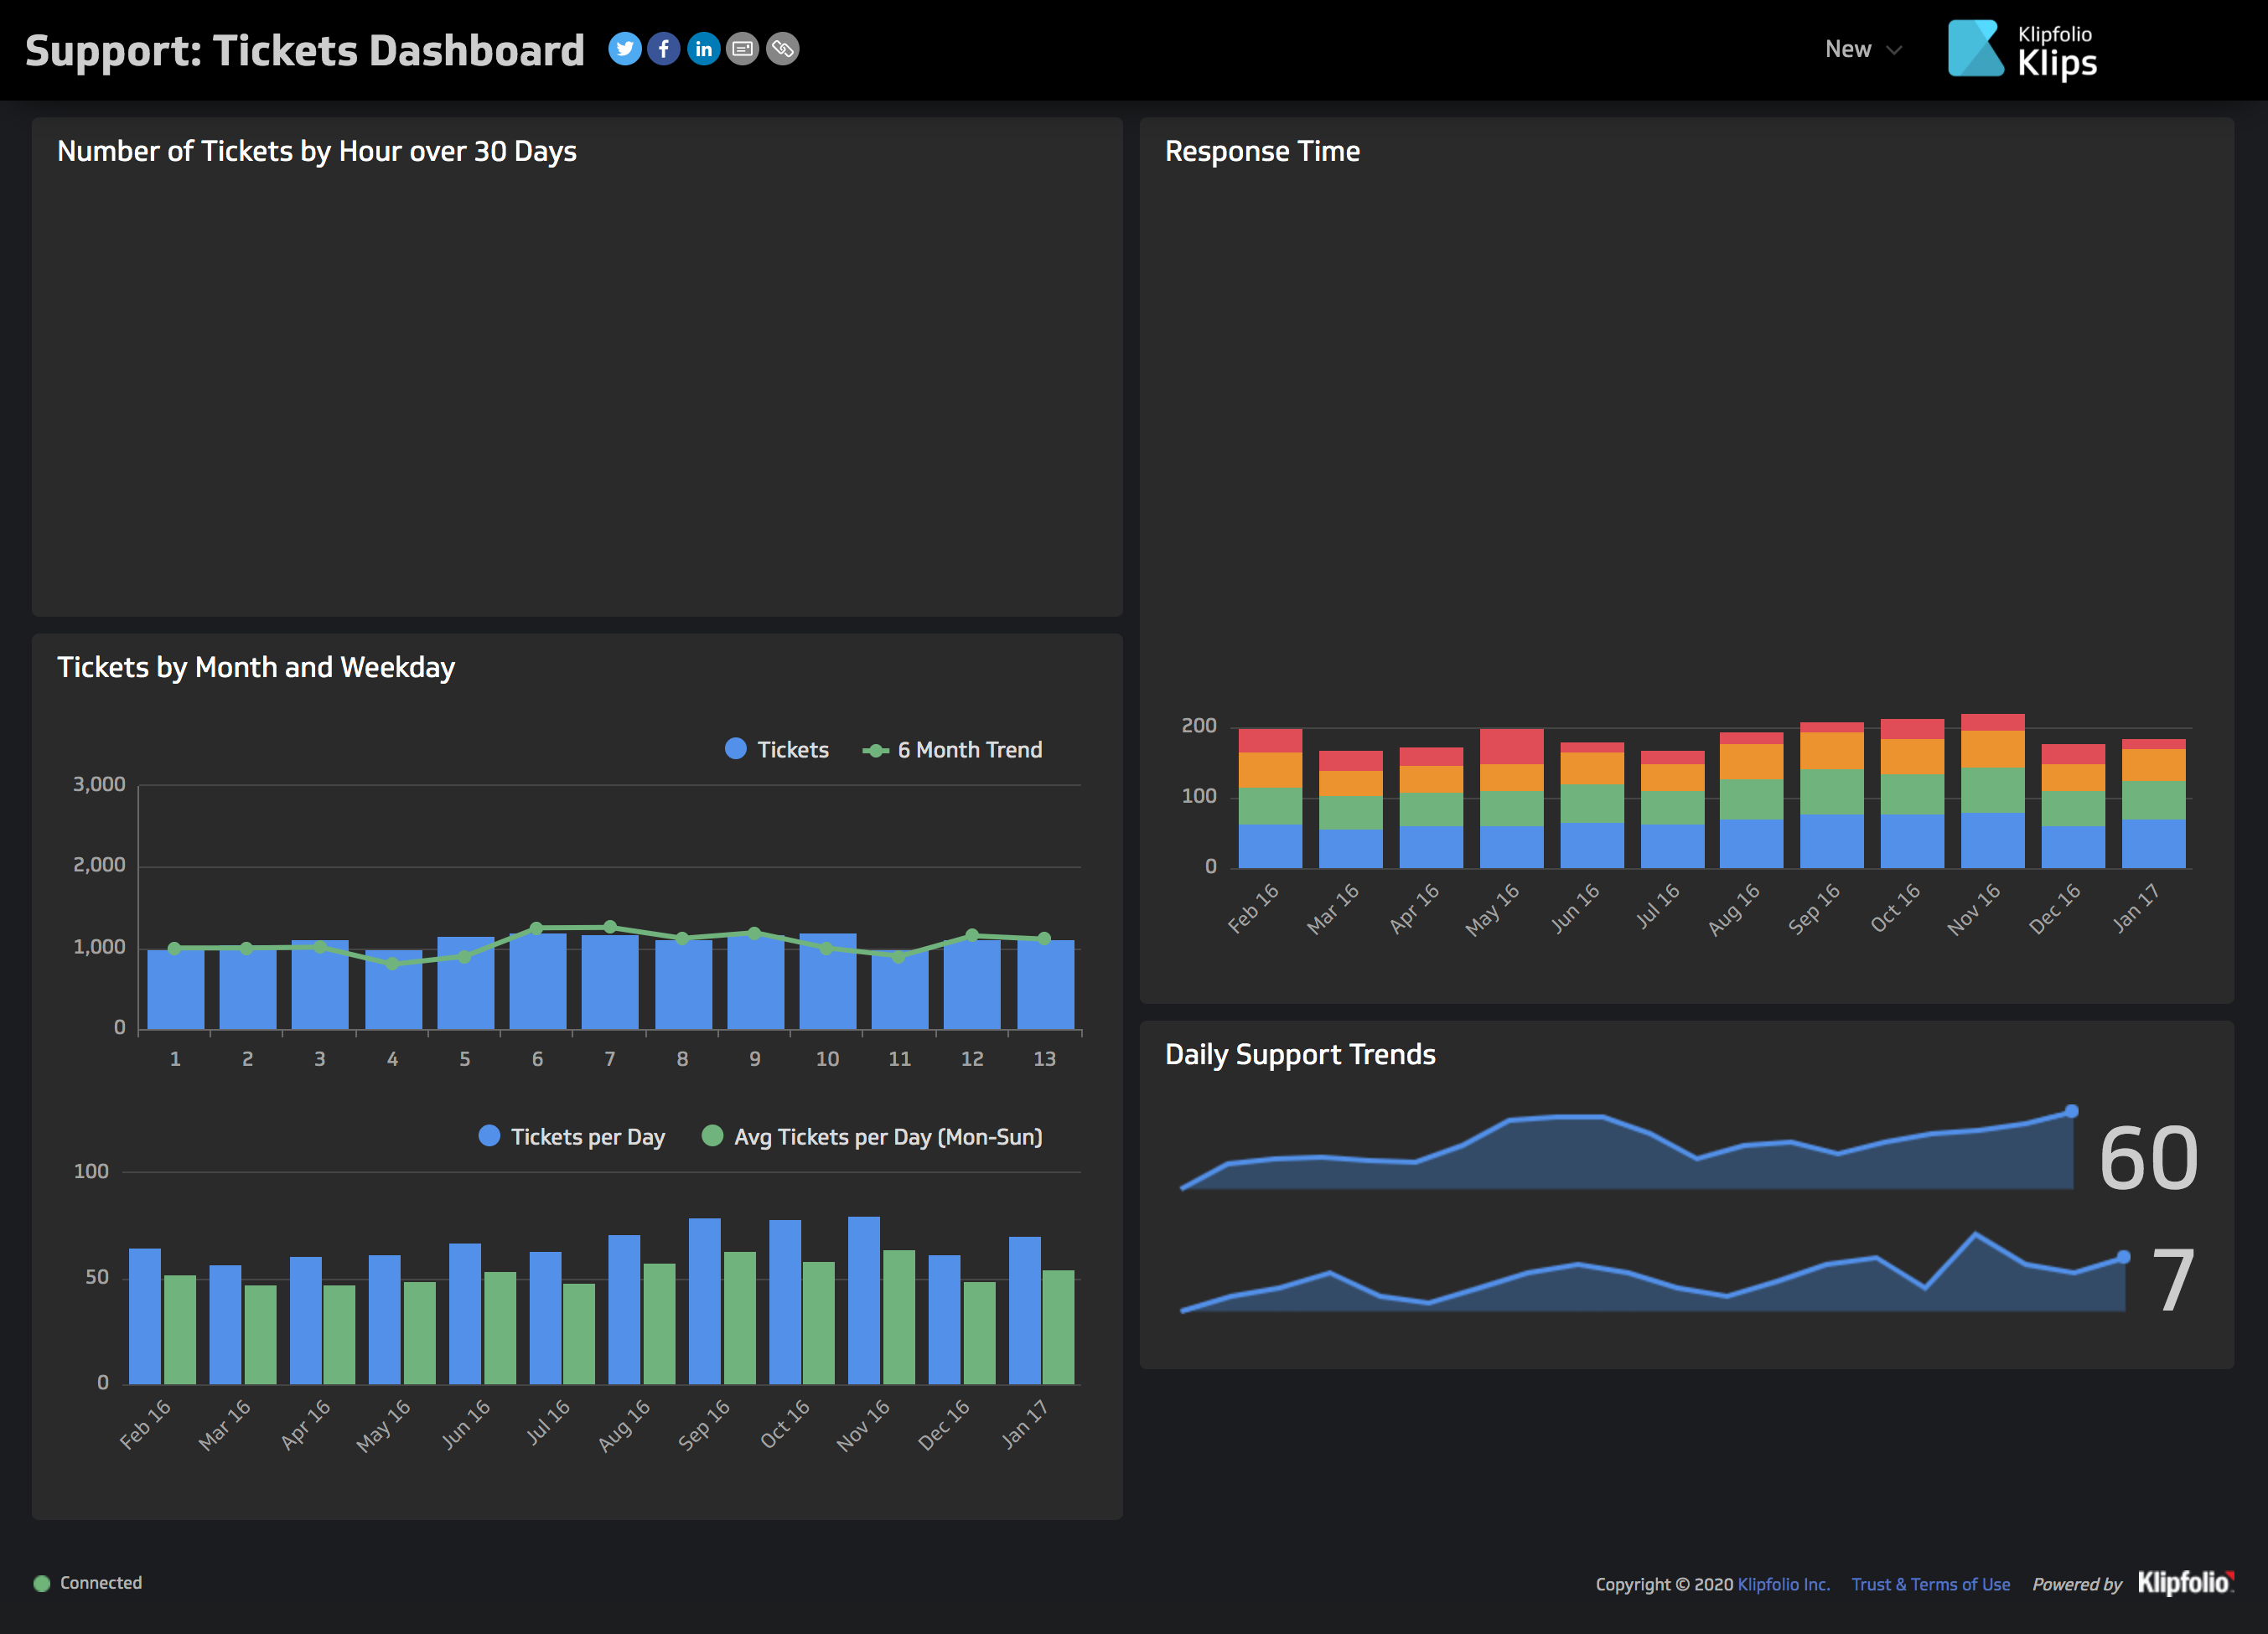 Support: Tickets Dashboard
New
Klipfolio
Klips
Number of Tickets by Hour over 30 Days
Tickets by Month and Weekday
Tickets 6 Month Trend
3,000
2,000
1,000
0
1 2 3 4 5 6 7 8 9 10 11 12 13
Tickets per Day Avg Tickets per Day (Mon-Sun)
100
50
0
Feb 16 Mar 16 Apr 16 May 16 Jun 16 Jul 16 Aug 16 Sep 16 Oct 16 Nov 16 Dec 16 Jan 17
Response Time
200
100
0
Feb 16 Mar 16 Apr 16 May 16 Jun 16 Jul 16 Aug 16 Sep 16 Oct 16 Nov 16 Dec 16 Jan 17
Daily Support Trends
60
7
Connected
Copyright © 2020 Klipfolio Inc. Trust & Terms of Use Powered by Klipfolio